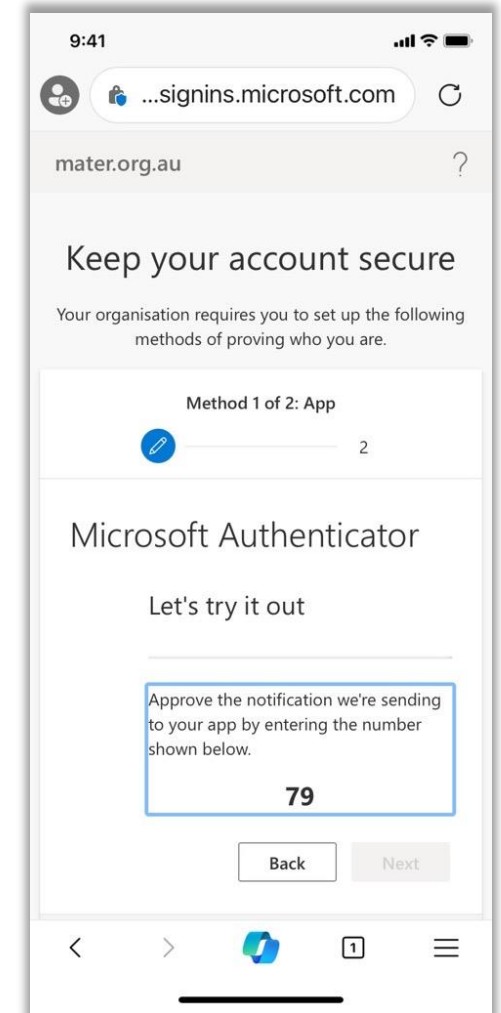 9:41
...signins.microsoft.com
mater.org.au ?
Keep your account secure
Your organisation requires you to set up the following
methods of proving who you are.
Method 1 of 2: App
2
Microsoft Authenticator
Let's try it out
Approve the notification we're sending
to your app by entering the number
shown below.
79
Back Next
1